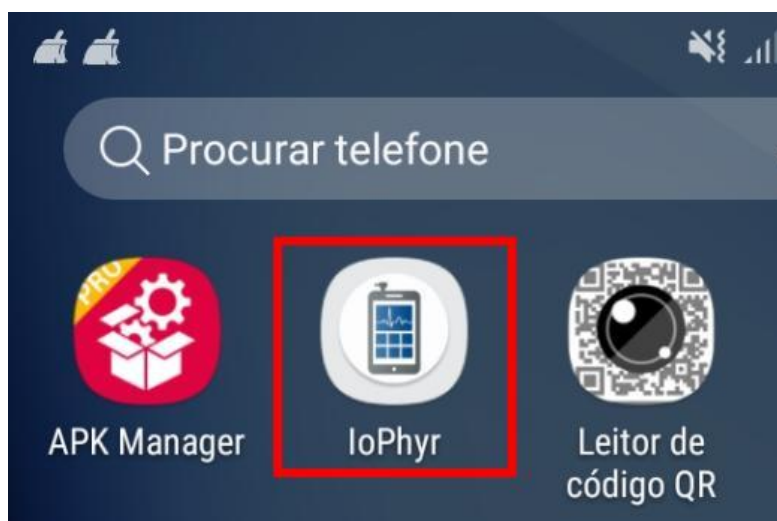 Procurar telefone
PRO
APK Manager
IoPhyr
Leitor de
código QR